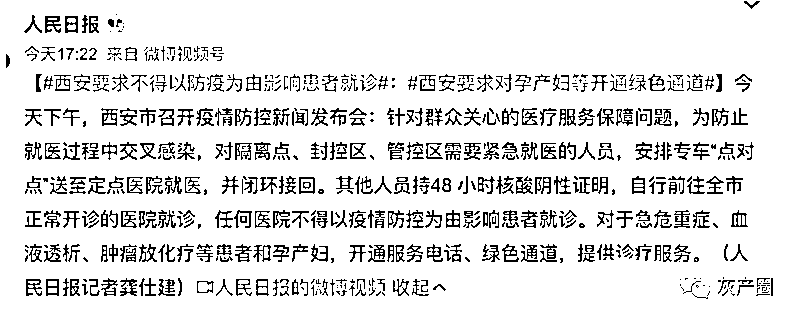 人民日报
今天17:22 来自 微博视频号
【#西安要求不得以防疫为由影响患者就诊#：#西安要求对孕产妇等开通绿色通道#】今
天下午，西安市召开疫情防控新闻发布会：针对群众关心的医疗服务保障问题，为防止
就医过程中交叉感染，对隔离点、封控区、管控区需要紧急就医的人员，安排专车“点对
点”送至定点医院就医，并闭环接回。其他人员持48 小时核酸阴性证明，自行前往全市
正常开诊的医院就诊，任何医院不得以疫情防控为由影响患者就诊。对于急危重症、血
液透析、肿瘤放化疗等患者和孕产妇，开通服务电话、绿色通道，提供诊疗服务。（人
民日报记者龚仕建）人民日报的微博视频 收起
灰产圈